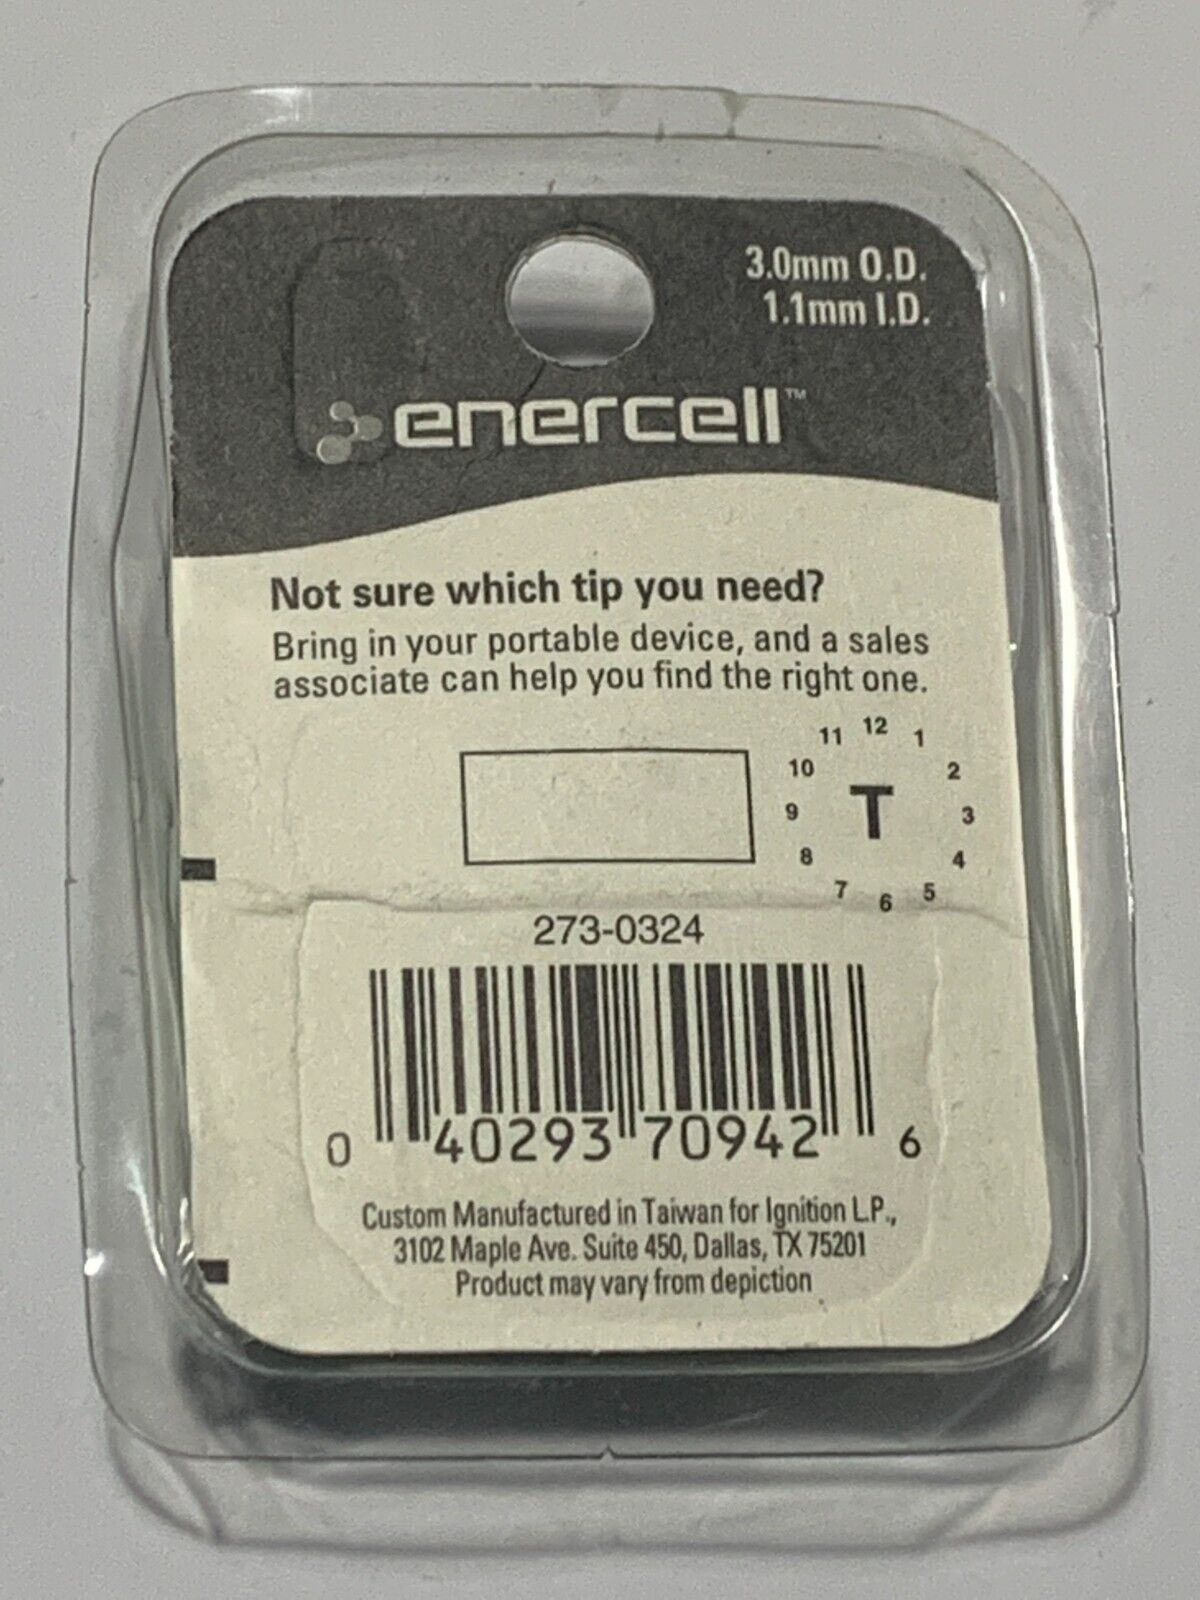 3.0mm O.D.
1.1mm I.D.
enercell™
Not sure which tip you need?
Bring in your portable device, and a sales
associate can help you find the right one.
11 12 1
10 2
9 T 3
8 4
7 6 5
273-0324
0 40293 70942 6
Custom Manufactured in Taiwan for Ignition L.P.,
3102 Maple Ave. Suite 450, Dallas, TX 75201
Product may vary from depiction